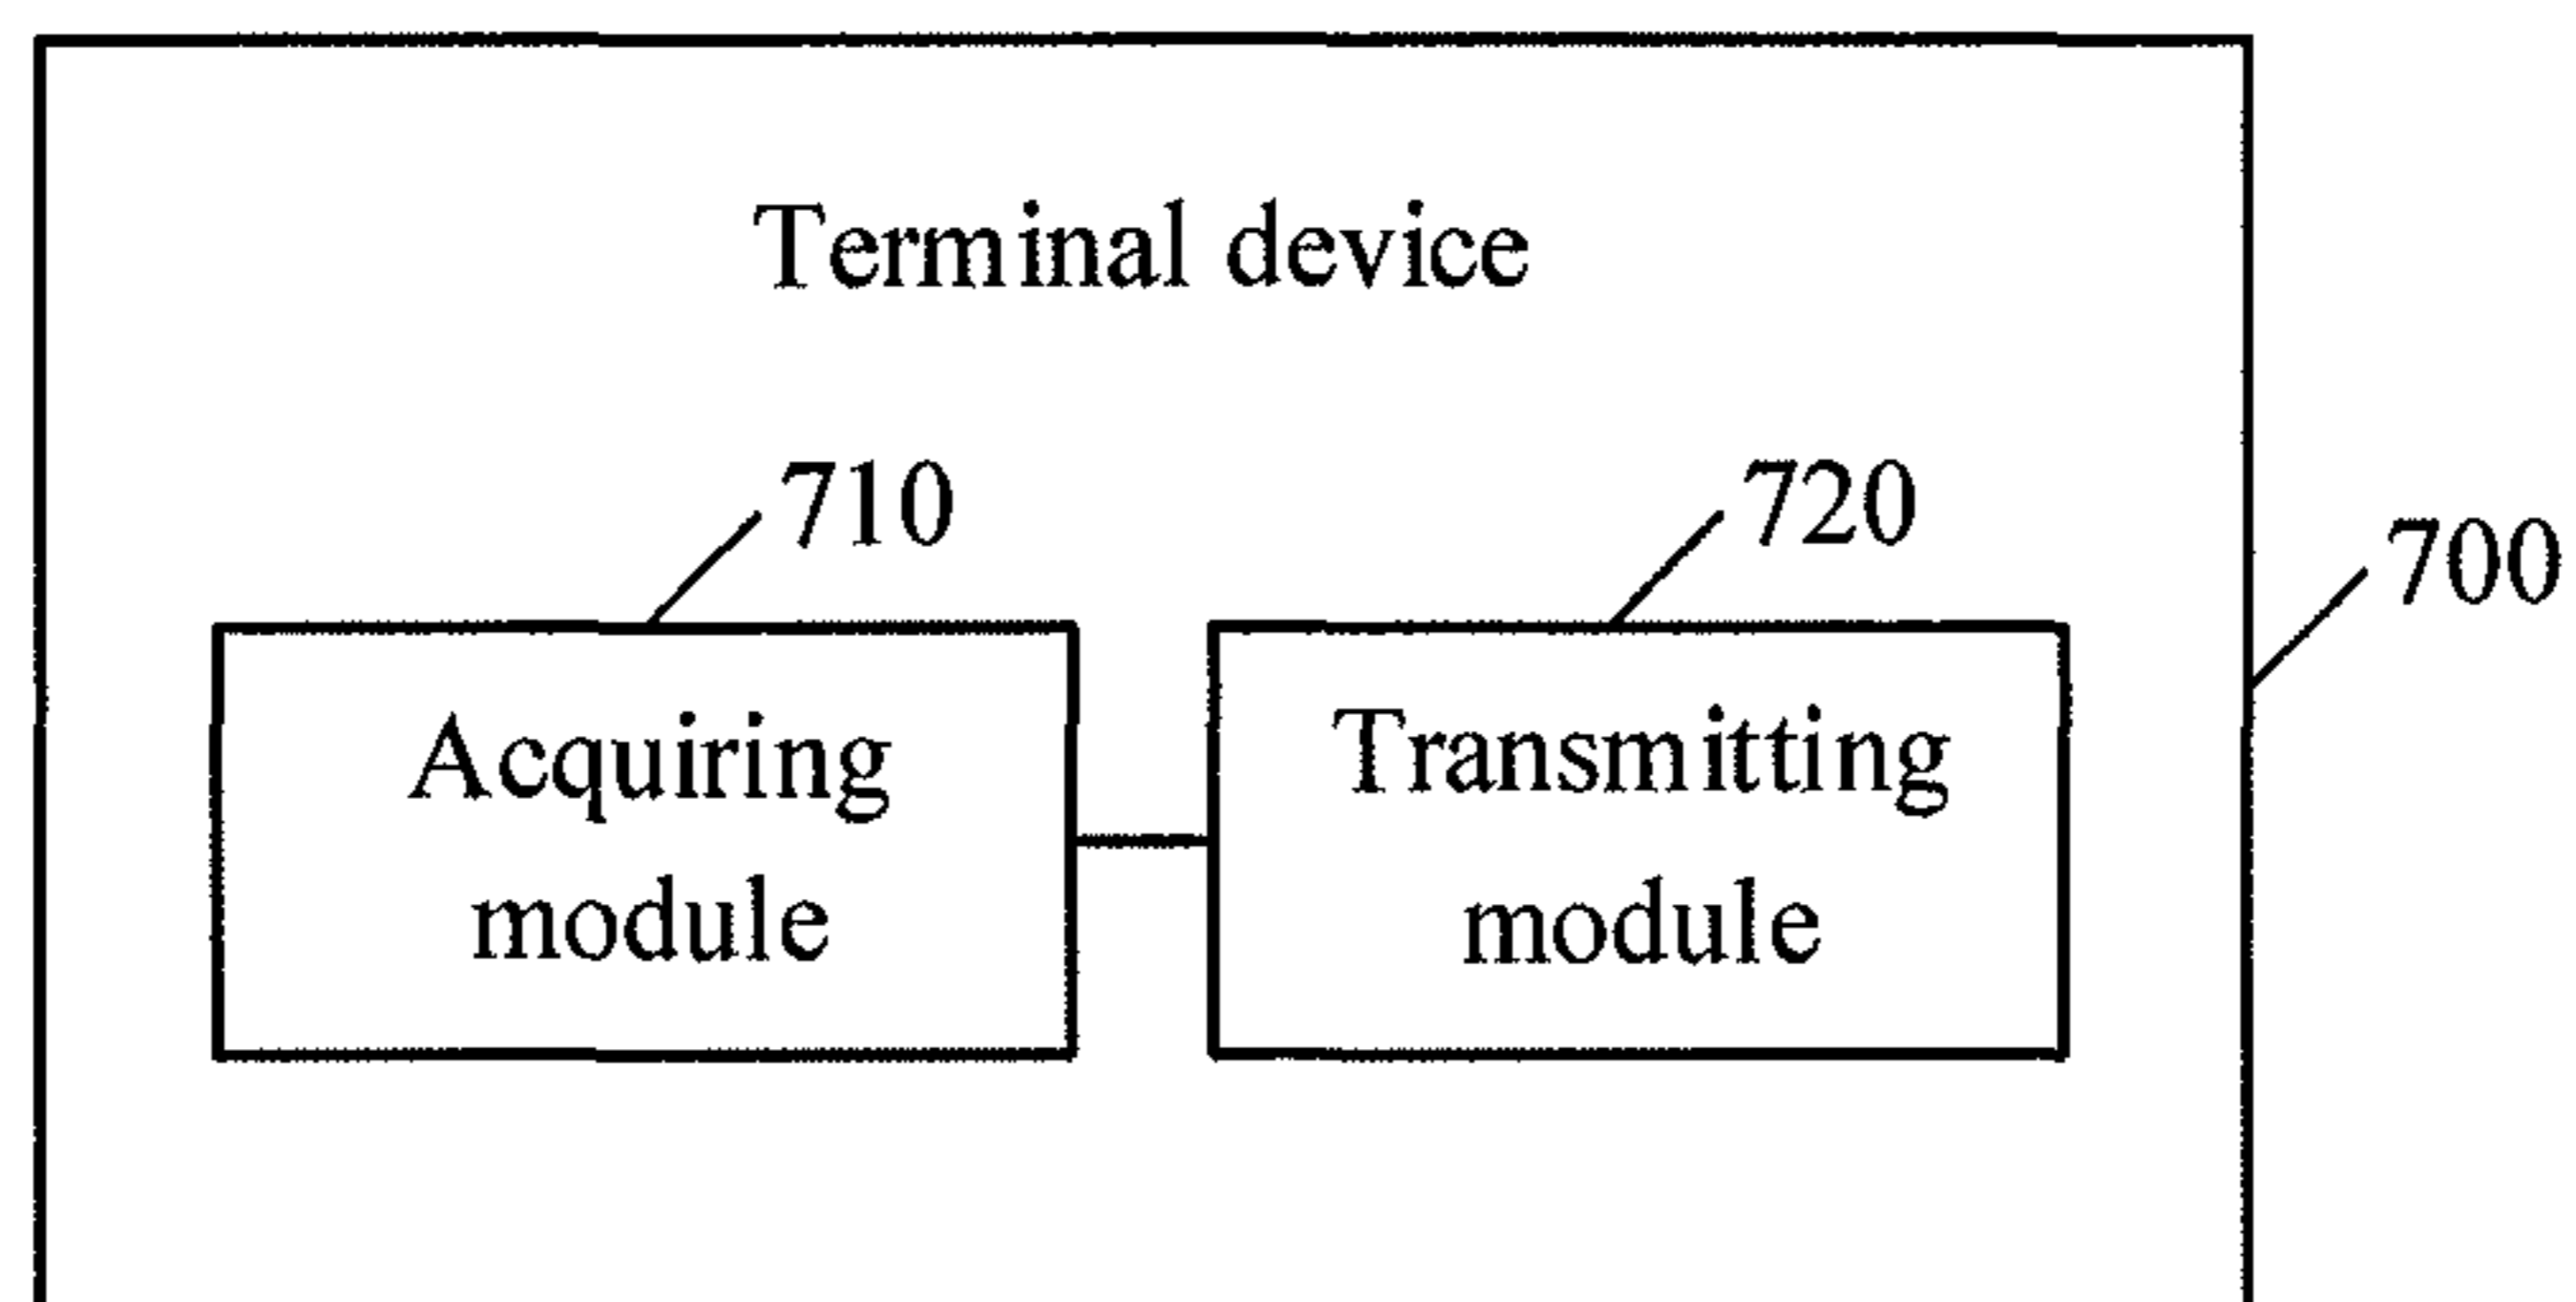 Terminal device
710
720
700
Acquiring
module
Transmitting
module